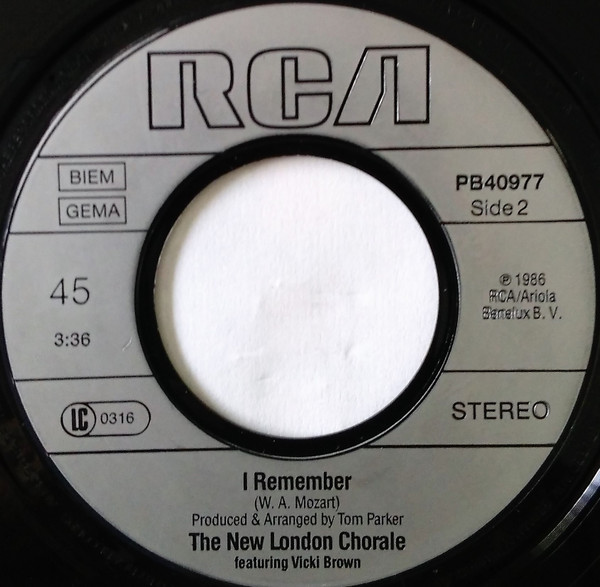 RCA
BIEM
GEMA
PB40977
Side 2
45
3:36
℗ 1986
RCA/Ariola
Benelux B. V.
LC 0316
STEREO
I Remember
(W. A. Mozart)
Produced & Arranged by Tom Parker
The New London Chorale
featuring Vicki Brown